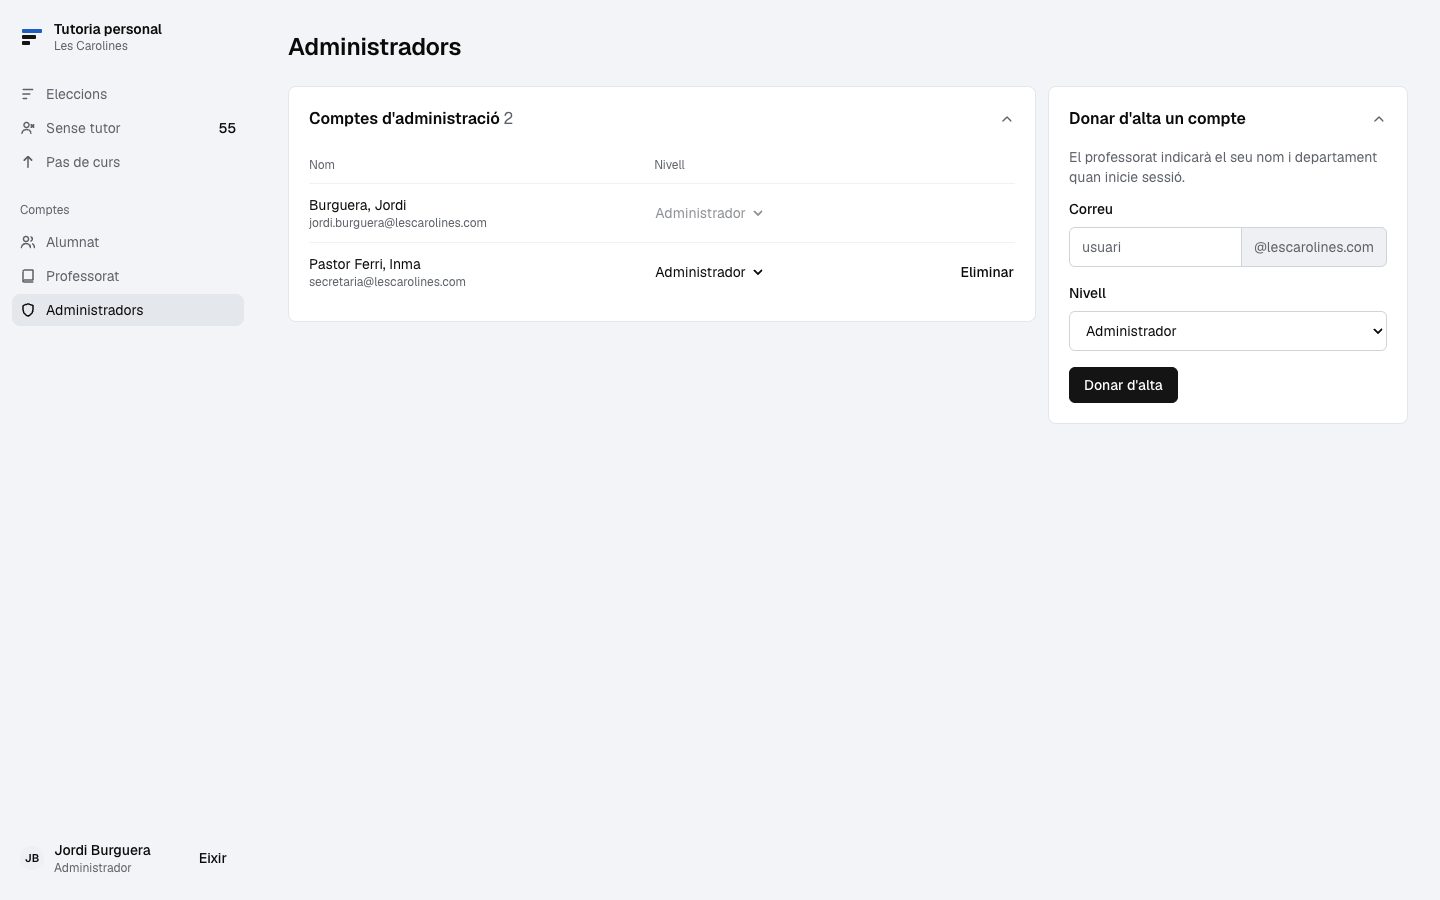 Tutoria personal
Les Carolines
Eleccions
Sense tutor 55
Pas de curs
Comptes
Alumnat
Professorat
Administradors
JB
Jordi Burguera
Administrador
Eixir
Administradors
Comptes d'administració 2
Nom Nivell
Burguera, Jordi
jordi.burguera@lescarolines.com
Administrador
Pastor Ferri, Inma
secretaria@lescarolines.com
Administrador
Eliminar
Donar d'alta un compte
El professorat indicarà el seu nom i departament
quan inicie sessió.
Correu
usuari @lescarolines.com
Nivell
Administrador
Donar d'alta